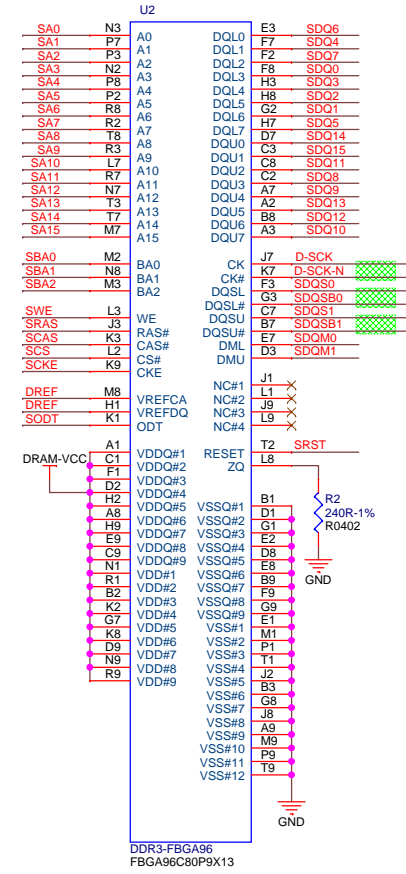 U2
SA0 N3 A0 DQL0 E3 SDQ6
SA1 P7 A1 DQL1 F7 SDQ4
SA2 P3 A2 DQL2 F2 SDQ7
SA3 N2 A3 DQL3 F8 SDQ0
SA4 P8 A4 DQL4 H3 SDQ3
SA5 P2 A5 DQL5 H8 SDQ2
SA6 R8 A6 DQL6 G2 SDQ1
SA7 R2 A7 DQL7 H7 SDQ5
SA8 T8 A8 DQU0 D7 SDQ14
SA9 R3 A9 DQU1 C3 SDQ15
SA10 L7 A10 DQU2 C8 SDQ11
SA11 R7 A11 DQU3 C2 SDQ8
SA12 N7 A12 DQU4 A7 SDQ9
SA13 T3 A13 DQU5 A2 SDQ13
SA14 T7 A14 DQU6 B8 SDQ12
SA15 M7 A15 DQU7 A3 SDQ10
SBA0 M2 BA0 CK J7 D-SCK
SBA1 N8 BA1 CK# K7 D-SCK-N
SBA2 M3 BA2 DQSL F3 SDQS0
DQSL# G3 SDQSB0
SWE L3 WE DQSU C7 SDQS1
SRAS J3 RAS# DQSU# B7 SDQSB1
SCAS K3 CAS# DML E7 SDQM0
SCS L2 CS# DMU D3 SDQM1
SCKE K9 CKE
NC#1 J1
DREF M8 VREFCA NC#2 L1
DREF H1 VREFDQ NC#3 J9
SODT K1 ODT NC#4 L9
A1 VDDQ#1 RESET T2 SRST
DRAM-VCC C1 VDDQ#2 ZQ L8
F1 VDDQ#3
D2 VDDQ#4
H2 VDDQ#5 VSSQ#1 B1 R2
A8 VDDQ#6 VSSQ#2 D1 240R-1%
H9 VDDQ#7 VSSQ#3 G1 R0402
E9 VDDQ#8 VSSQ#4 E2
C9 VDDQ#9 VSSQ#5 D8
N1 VDD#1 VSSQ#6 E8 GND
R1 VDD#2 VSSQ#7 B9
B2 VDD#3 VSSQ#8 F9
K2 VDD#4 VSSQ#9 G9
G7 VDD#5 VSS#1 E1
K8 VDD#6 VSS#2 M1
D9 VDD#7 VSS#3 P1
N9 VDD#8 VSS#4 T1
R9 VDD#9 VSS#5 J2
VSS#6 B3
VSS#7 G8
VSS#8 J8
VSS#9 A9
VSS#10 M9
VSS#11 P9
VSS#12 T9
GND
DDR3-FBGA96
FBGA96C80P9X13